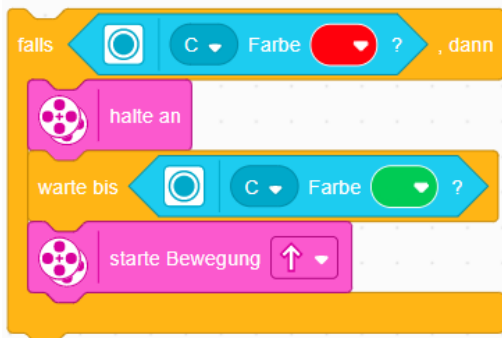 falls C Farbe ? , dann
halte an
warte bis C Farbe ?
starte Bewegung